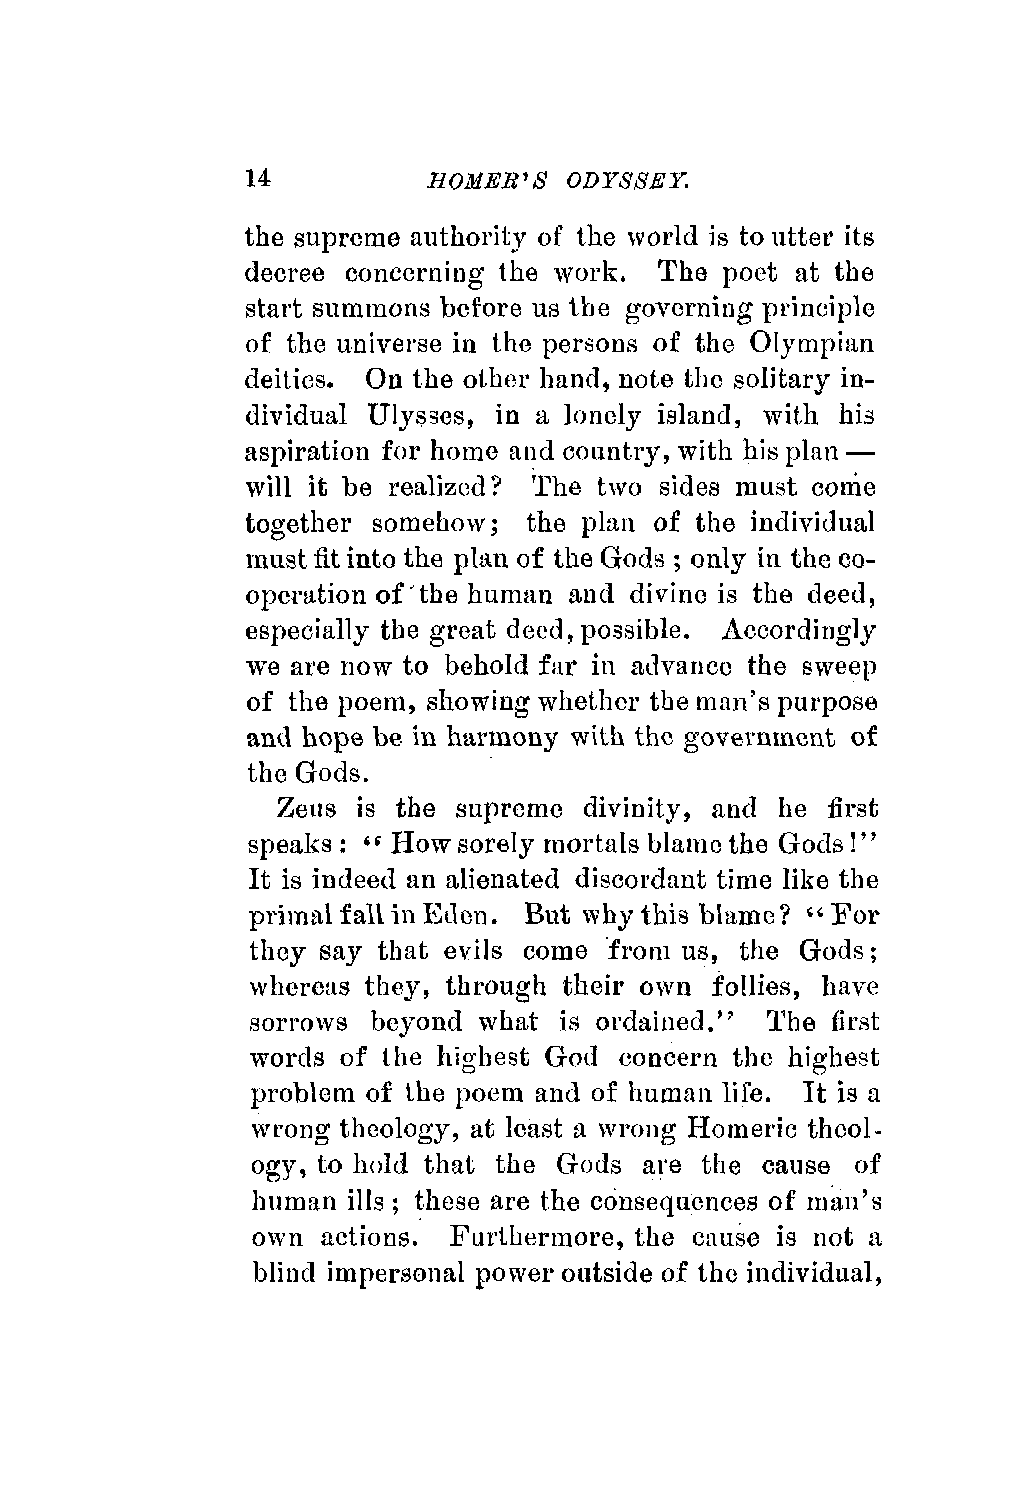 14 HOMER'S ODYSSEY.
the supreme authority of the world is to utter its
decree concerning the work. The poet at the
start summons before us the governing principle
of the universe in the persons of the Olympian
deities. On the other hand, note the solitary in-
dividual Ulysses, in a lonely island, with his
aspiration for home and country, with his plan —
will it be realized? The two sides must come
together somehow; the plan of the individual
must fit into the plan of the Gods ; only in the co-
operation of the human and divine is the deed,
especially the great deed, possible. Accordingly
we are now to behold far in advance the sweep
of the poem, showing whether the man's purpose
and hope be in harmony with the government of
the Gods.
Zeus is the supreme divinity, and he first
speaks : “ How sorely mortals blame the Gods !”
It is indeed an alienated discordant time like the
primal fall in Eden. But why this blame? “ For
they say that evils come from us, the Gods;
whereas they, through their own follies, have
sorrows beyond what is ordained.” The first
words of the highest God concern the highest
problem of the poem and of human life. It is a
wrong theology, at least a wrong Homeric theol-
ogy, to hold that the Gods are the cause of
human ills ; these are the consequences of man's
own actions. Furthermore, the cause is not a
blind impersonal power outside of the individual,